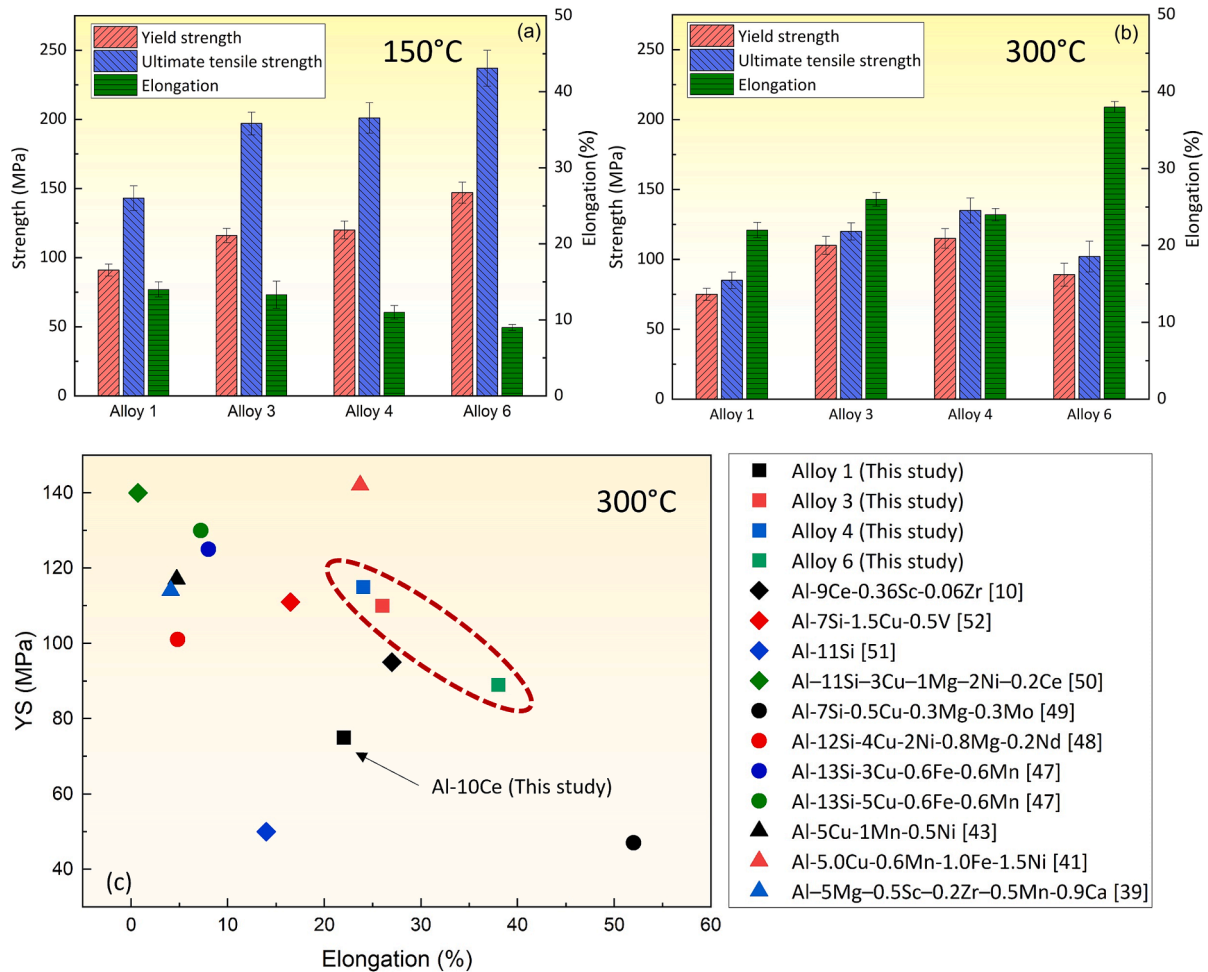 (a)
150°C
Yield strength
Ultimate tensile strength
Elongation
Strength (MPa)
250
200
150
100
50
0
Elongation (%)
50
40
30
20
10
0
Alloy 1 Alloy 3 Alloy 4 Alloy 6
(b)
300°C
Yield strength
Ultimate tensile strength
Elongation
Strength (MPa)
250
200
150
100
50
0
Elongation (%)
50
40
30
20
10
0
Alloy 1 Alloy 3 Alloy 4 Alloy 6
300°C
YS (MPa)
140
120
100
80
60
40
Al-10Ce (This study)
(c)
0 10 20 30 40 50 60
Elongation (%)
Alloy 1 (This study)
Alloy 3 (This study)
Alloy 4 (This study)
Alloy 6 (This study)
Al-9Ce-0.36Sc-0.06Zr [10]
Al-7Si-1.5Cu-0.5V [52]
Al-11Si [51]
Al–11Si–3Cu–1Mg–2Ni–0.2Ce [50]
Al-7Si-0.5Cu-0.3Mg-0.3Mo [49]
Al-12Si-4Cu-2Ni-0.8Mg-0.2Nd [48]
Al-13Si-3Cu-0.6Fe-0.6Mn [47]
Al-13Si-5Cu-0.6Fe-0.6Mn [47]
Al-5Cu-1Mn-0.5Ni [43]
Al-5.0Cu-0.6Mn-1.0Fe-1.5Ni [41]
Al–5Mg–0.5Sc–0.2Zr–0.5Mn-0.9Ca [39]